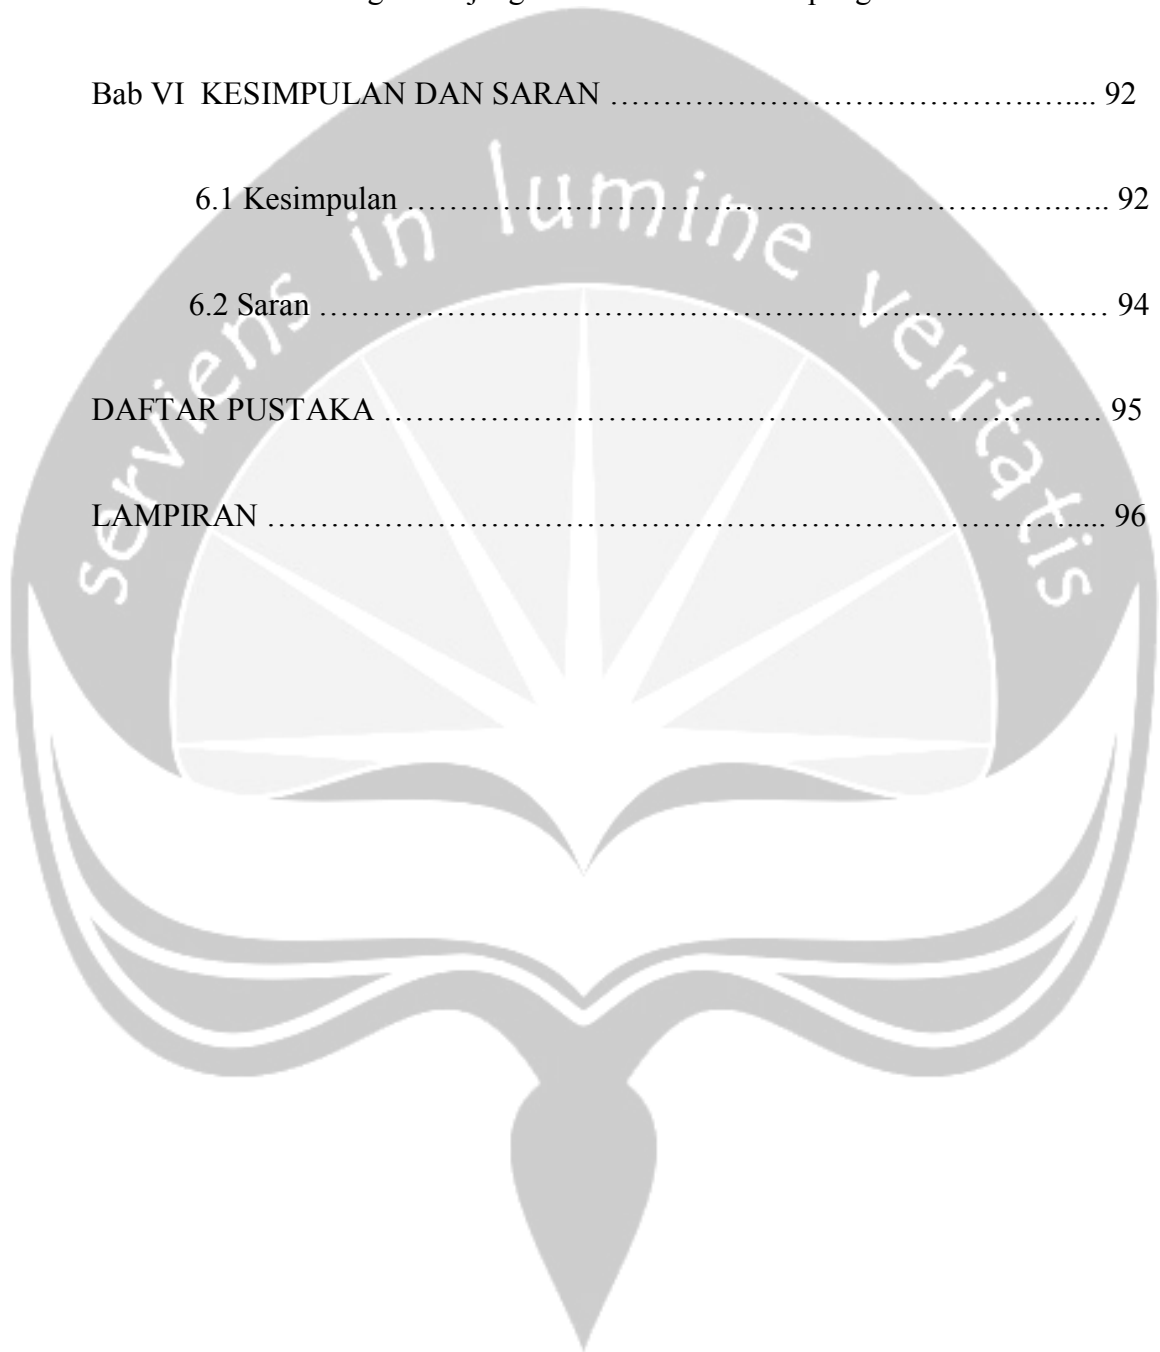 Bab VI  KESIMPULAN DAN SARAN ………………………………….…... 92
6.1 Kesimpulan ……………………………………………………….….. 92
6.2 Saran ……………………………………………………………..…… 94
DAFTAR PUSTAKA …………………………………………………………...… 95
LAMPIRAN ……………………………………………………………………….... 96
serviens in lumine veritatis